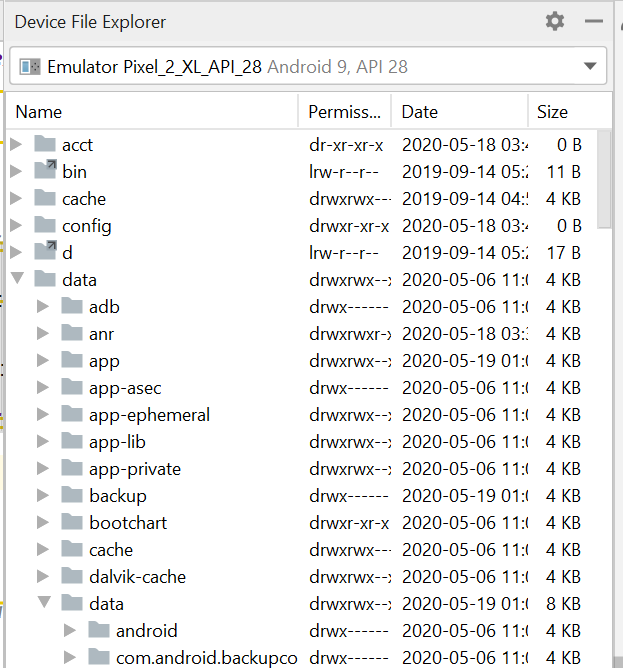 Device File Explorer
Emulator Pixel_2_XL_API_28 Android 9, API 28
Name Permiss... Date Size
acct dr-xr-xr-x 2020-05-18 03:4 0 B
bin lrw-r--r-- 2019-09-14 05:2 11 B
cache drwxrwx--- 2019-09-14 04:5 4 KB
config drwxr-xr-x 2020-05-18 03:4 0 B
d lrw-r--r-- 2019-09-14 05:2 17 B
data drwxrwx--x 2020-05-06 11:0 4 KB
adb drwx------ 2020-05-06 11:0 4 KB
anr drwxrwxr-x 2020-05-18 03:3 4 KB
app drwxrwx--x 2020-05-19 01:0 4 KB
app-asec drwx------ 2020-05-06 11:0 4 KB
app-ephemeral drwxrwx--x 2020-05-06 11:0 4 KB
app-lib drwxrwx--x 2020-05-06 11:0 4 KB
app-private drwxrwx--x 2020-05-06 11:0 4 KB
backup drwx------ 2020-05-19 01:0 4 KB
bootchart drwxr-xr-x 2020-05-06 11:0 4 KB
cache drwxrwx--- 2020-05-06 11:0 4 KB
dalvik-cache drwxrwx--x 2020-05-06 11:0 4 KB
data drwxrwx--x 2020-05-19 01:0 8 KB
android drwx------ 2020-05-06 11:0 4 KB
com.android.backupco drwx------ 2020-05-06 11:0 4 KB